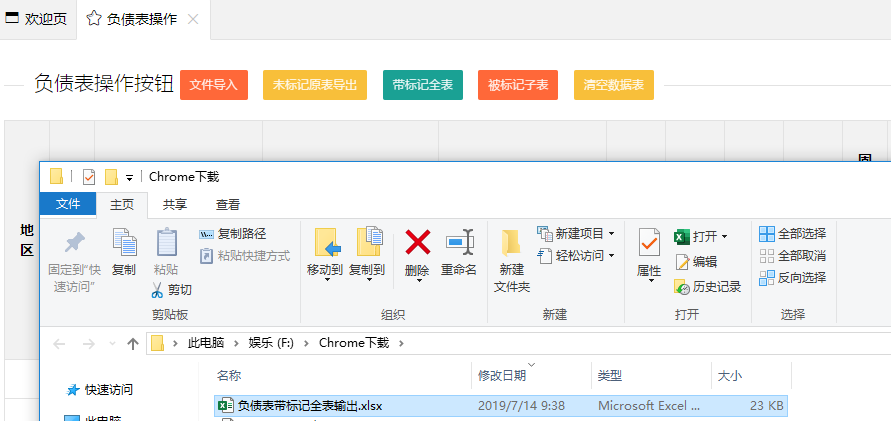 欢迎页 负债表操作
负债表操作按钮 文件导入 未标记原表导出 带标记全表 被标记子表 清空数据表
固
地
区
Chrome下载
文件 主页 共享 查看
固定到"快速访问"
复制
粘贴
复制路径
粘贴快捷方式
剪切
剪贴板
移动到
复制到
删除
重命名
组织
新建
文件夹
新建项目
轻松访问
新建
属性
打开
编辑
历史记录
打开
全部选择
全部取消
反向选择
选择
此电脑 娱乐 (F:) Chrome下载
快速访问
此电脑
名称 修改日期 类型 大小
负债表带标记全表输出.xlsx 2019/7/14 9:38 Microsoft Excel ... 23 KB